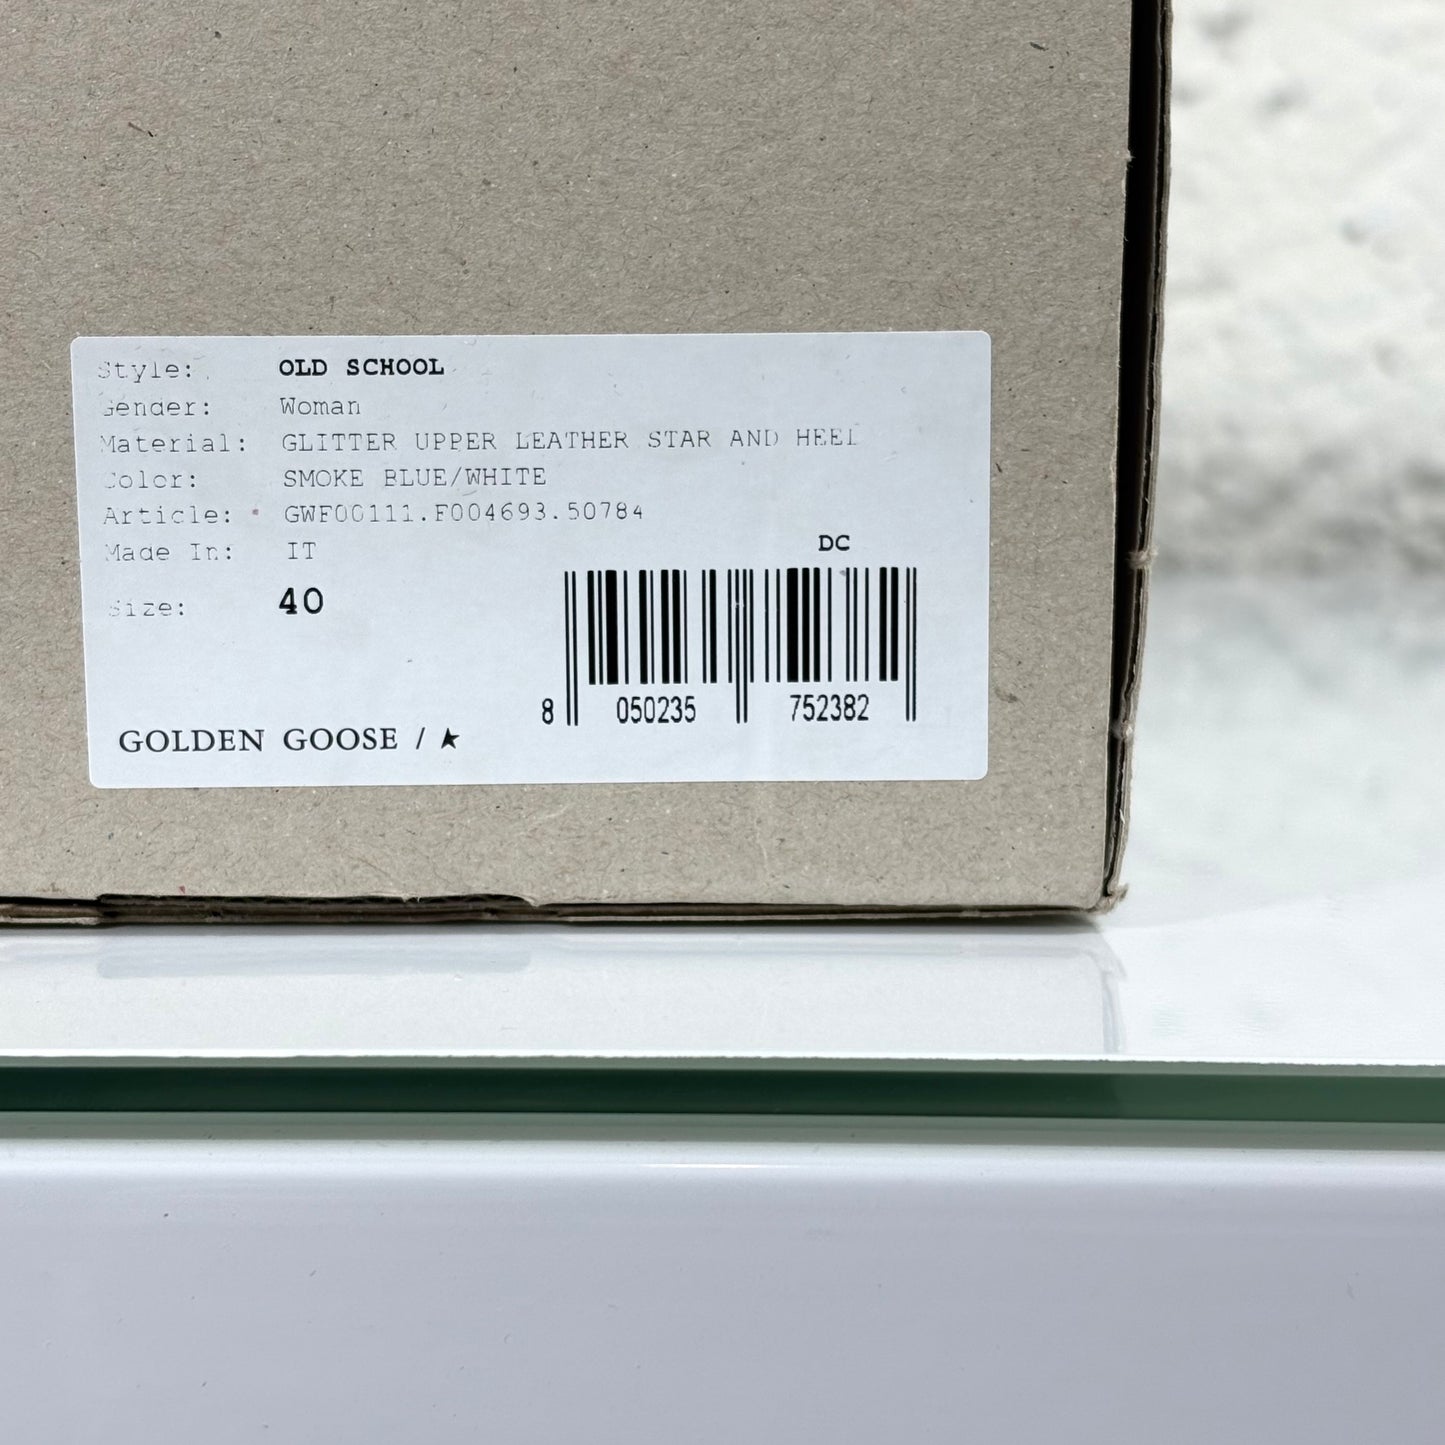 Style: OLD SCHOOL
Gender: Woman
Material: GLITTER UPPER LEATHER STAR AND HEEL
Color: SMOKE BLUE/WHITE
Article: GWF00111.F004693.50784
Made In: IT
DC
Size: 40
8 050235 752382
GOLDEN GOOSE / ★